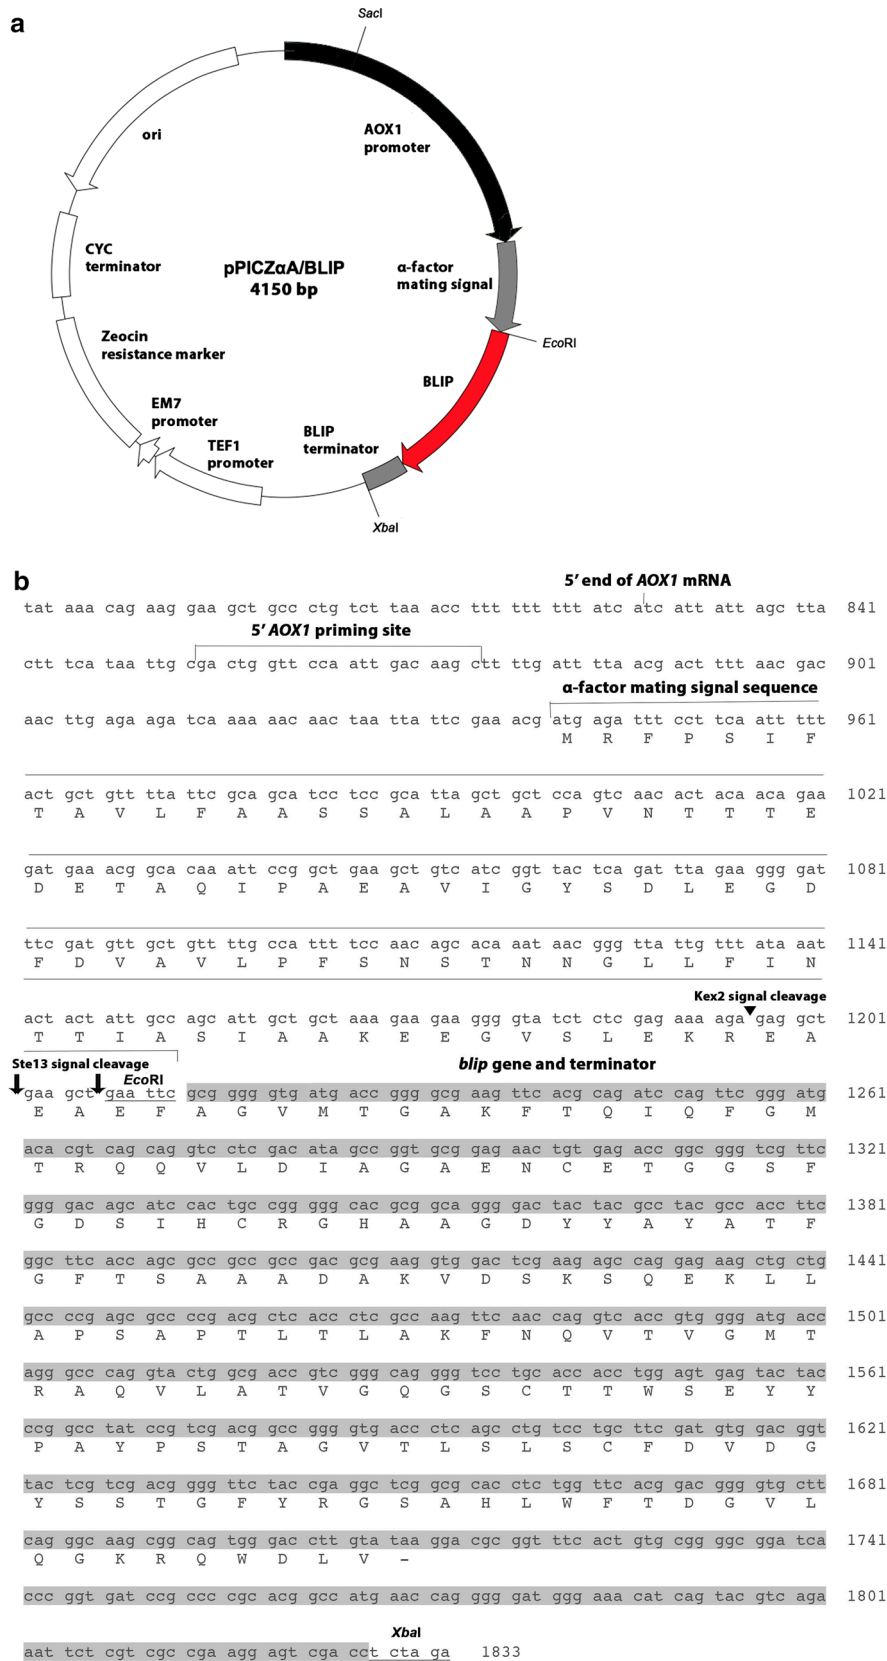 a
SacI
AOX1
promoter
ori
CYC
terminator
pPICZαA/BLIP
4150 bp
α-factor
mating signal
Zeocin
resistance marker
EcoRI
BLIP
EM7
promoter
TEF1
promoter
BLIP
terminator
XbaI
b
5′ end of AOX1 mRNA
tat aaa cag aag gaa gct gcc ctg tct taa acc ttt ttt ttt atc atc att att agc tta 841
5′ AOX1 priming site
ctt tca taa ttg cga ctg gtt cca att gac aag ctt ttg att tta acg act ttt aac gac 901
α-factor mating signal sequence
aac ttg aga aga tca aaa aac aac taa tta ttc gaa acg atg aga ttt cct tca att ttt 961
M R F P S I F
act gct gtt tta ttc gca gca tcc tcc gca tta gct gct cca gtc aac act aca aca gaa 1021
T A V L F A A S S A L A A P V N T T T E
gat gaa acg gca caa att ccg gct gaa gct gtc atc ggt tac tca gat tta gaa ggg gat 1081
D E T A Q I P A E A V I G Y S D L E G D
ttc gat gtt gct gtt ttg cca ttt tcc aac agc aca aat aac ggg tta ttg ttt ata aat 1141
F D V A V L P F S N S T N N G L L F I N
Kex2 signal cleavage
act act att gcc agc att gct gct aaa gaa gaa ggg gta tct ctc gag aaa aga gag gct 1201
T T I A S I A A K E E G V S L E K R E A
Ste13 signal cleavage
EcoRI
blip gene and terminator
gaa gct gaa ttc gcg ggg gtg atg acc ggg gcg aag ttc acg cag atc cag ttc ggg atg 1261
E A E F A G V M T G A K F T Q I Q F G M
aca cgt cag cag gtc ctc gac ata gcc ggt gcg gag aac tgt gag acc ggc ggg tcg ttc 1321
T R Q Q V L D I A G A E N C E T G G S F
ggg gac agc atc cac tgc cgg ggg cac gcg gca ggg gac tac tac gcc tac gcc acc ttc 1381
G D S I H C R G H A A G D Y Y A Y A T F
ggc ttc acc agc gcc gcc gcc gac gcg aag gtg gac tcg aag agc cag gag aag ctg ctg 1441
G F T S A A A D A K V D S K S Q E K L L
gcc ccg agc gcc ccg acg ctc acc ctc gcc aag ttc aac cag gtc acc gtg ggg atg acc 1501
A P S A P T L T L A K F N Q V T V G M T
agg gcc cag gta ctg gcg acc gtc ggg cag ggg tcc tgc acc acc tgg agt gag tac tac 1561
R A Q V L A T V G Q G S C T T W S E Y Y
ccg gcc tat ccg tcg acg gcc ggg gtg acc ctc agc ctg tcc tgc ttc gat gtg gac ggt 1621
P A Y P S T A G V T L S L S C F D V D G
tac tcg tcg acg ggg ttc tac cga ggc tcg gcg cac ctc tgg ttc acg gac ggg gtg ctt 1681
Y S S T G F Y R G S A H L W F T D G V L
cag ggc aag cgg cag tgg gac ctt gta taa gga cgc ggt ttc act gtg cgg ggc gga tca 1741
Q G K R Q W D L V –
ccc ggt gat ccg ccc cgc acg gcc atg aac cag ggg gat ggg aaa cat cag tac gtc aga 1801
XbaI
aat tct cgt cgc cga agg agt cga cct cta ga 1833